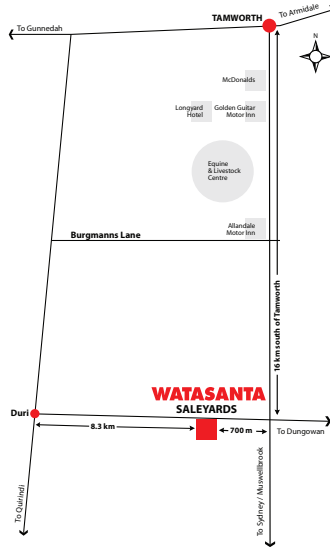 To Gunnedah
TAMWORTH
To Armidale
N
McDonalds
Longyard
Hotel
Golden Guitar
Motor Inn
Equine
& Livestock
Centre
Allandale
Motor Inn
Burgmanns Lane
16 km south of Tamworth
WATASANTA
SALEYARDS
Duri
8.3 km
700 m
To Dungowan
To Quirindi
To Sydney / Muswellbrook